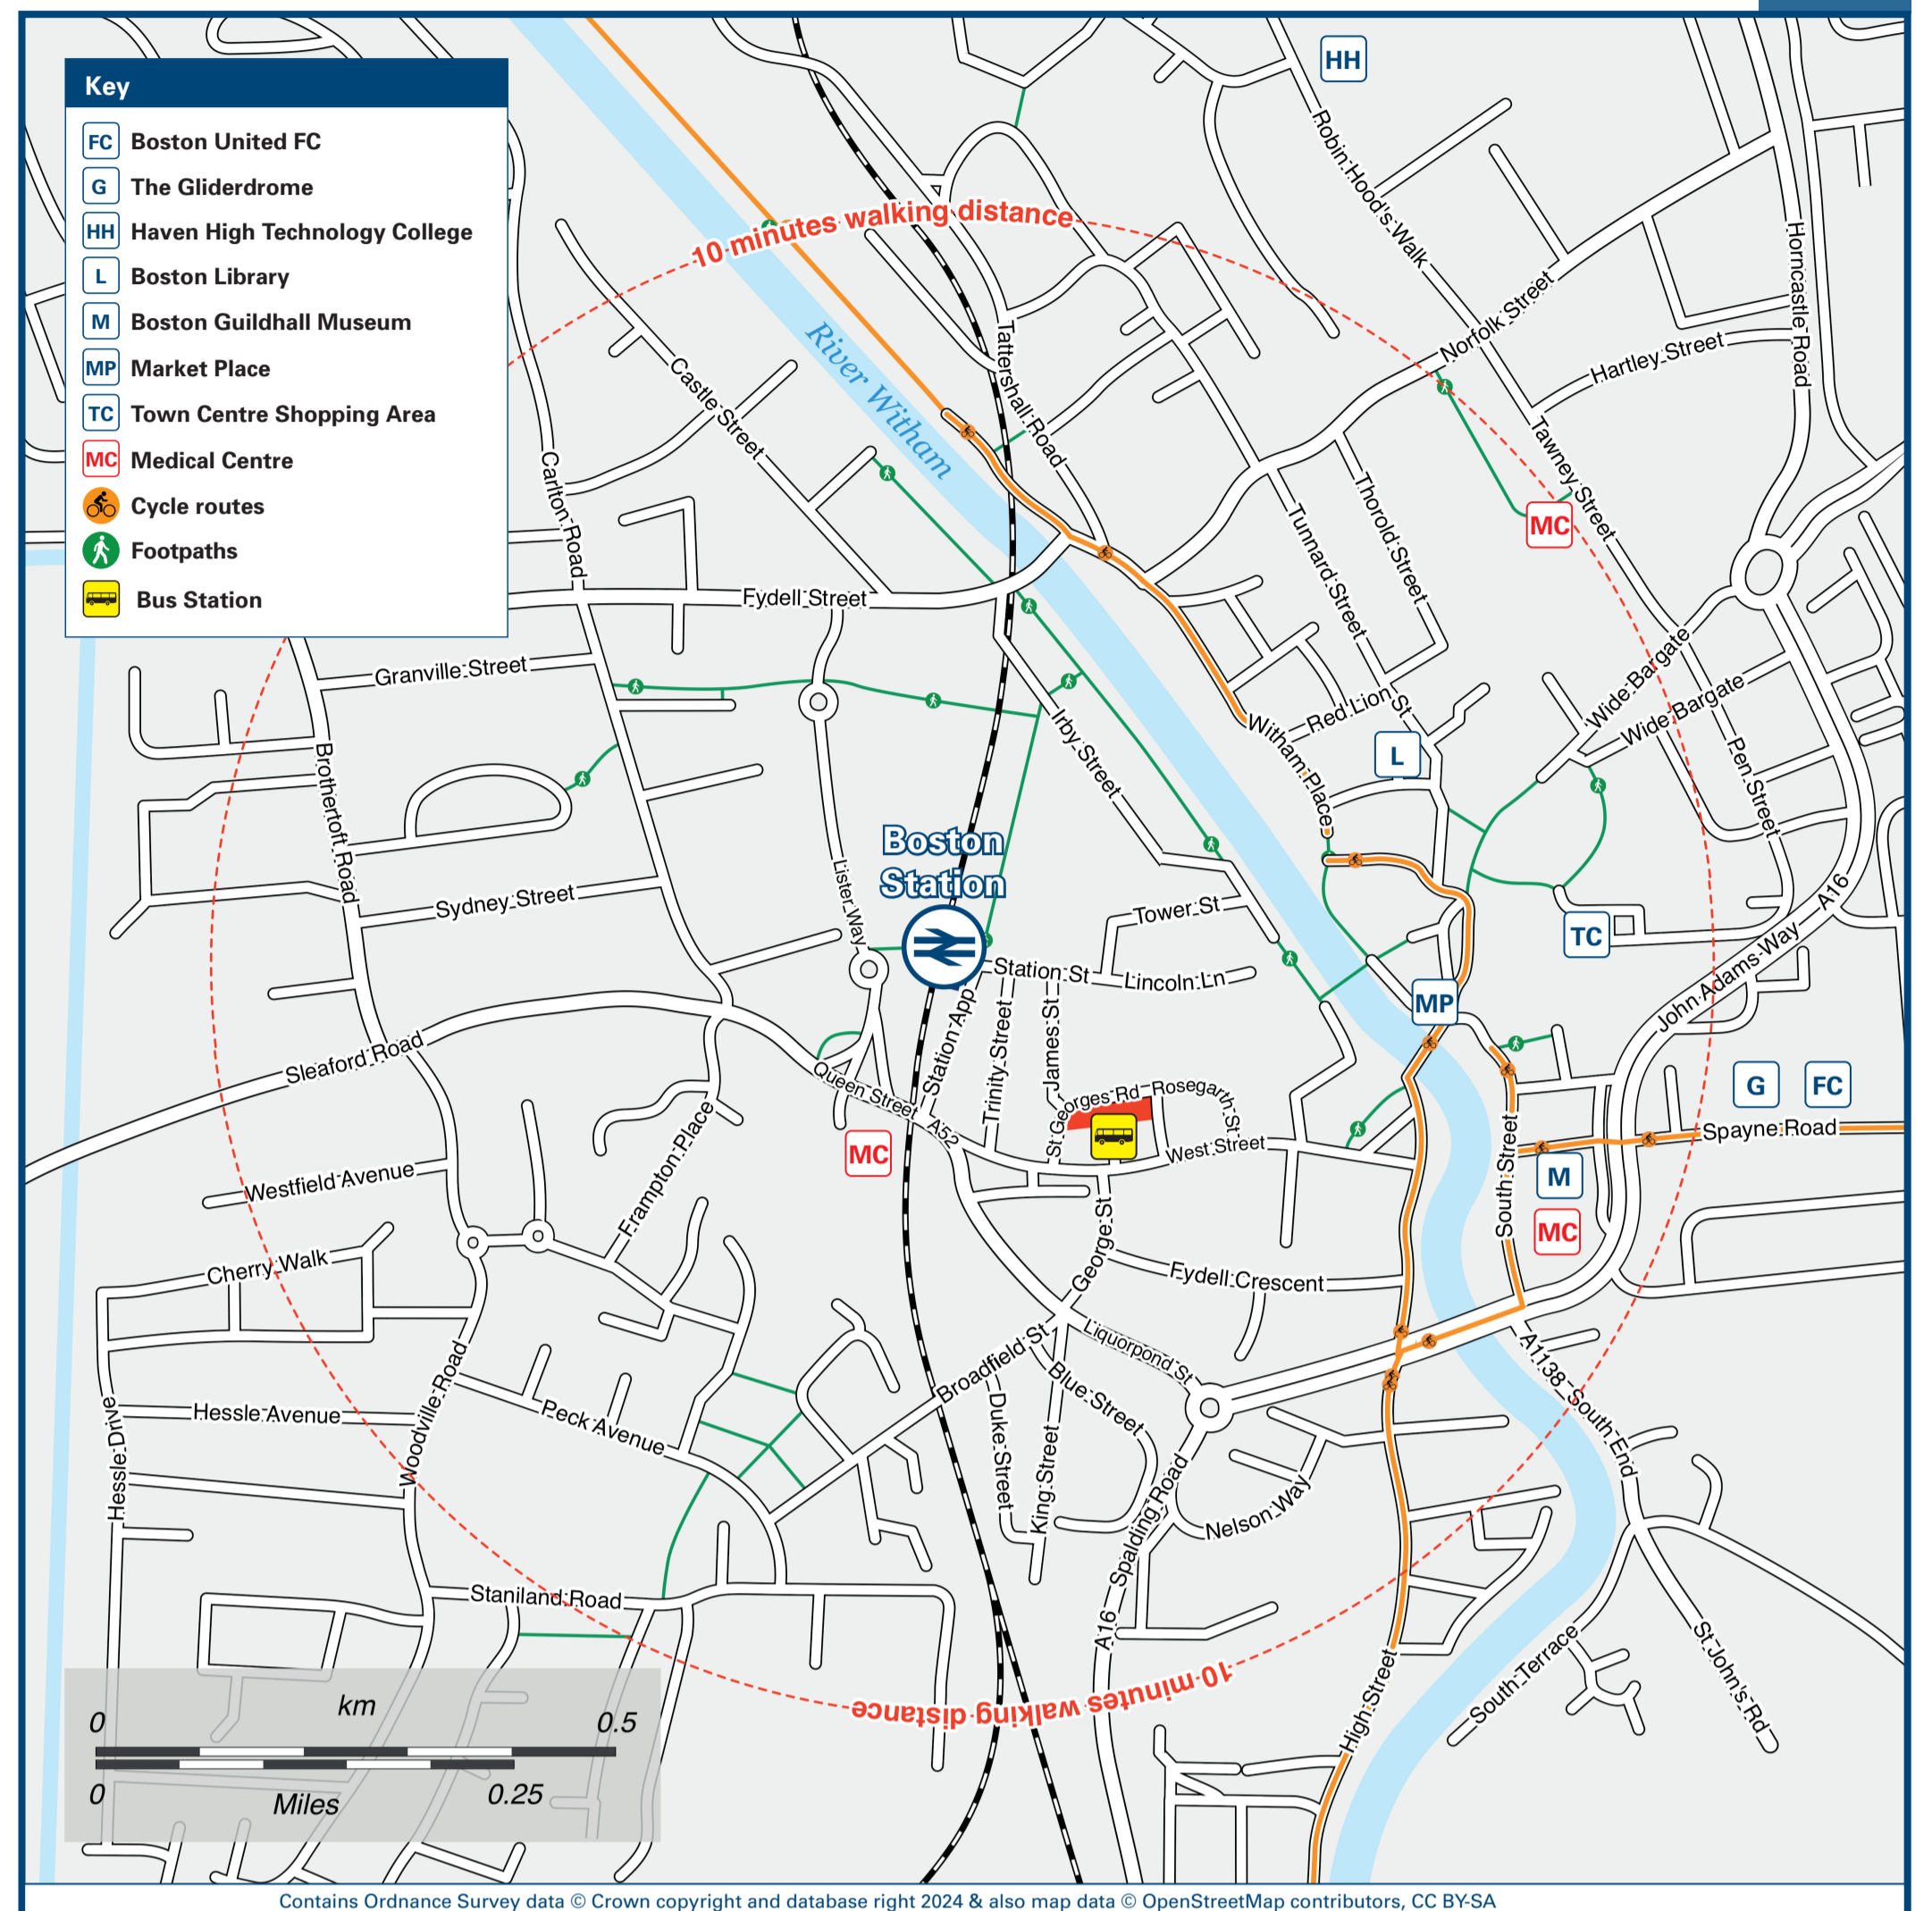 Key
FC Boston United FC
G The Gliderdrome
HH Haven High Technology College
L Boston Library
M Boston Guildhall Museum
MP Market Place
TC Town Centre Shopping Area
MC Medical Centre
Cycle routes
Footpaths
Bus Station
HH
Robin Hood's Walk
Horncastle Road
10 minutes walking distance
River Witham
Tattershall Road
Norfolk Street
Hartley Street
Castle Street
Carlton Road
Tawney Street
Thorold Street
Tunnard Street
MC
Fydell Street
Granville Street
Wide Bargate
Wide Bargate
Red Lion St
Witham Place
L
Irby Street
Pen Street
Brothertoft Road
Boston
Station
Lister Way
Sydney Street
Tower St
TC
A16
John Adams Way
Station St
Lincoln Ln
MP
Station App
Trinity Street
James St
Sleaford Road
Queen Street
A52
St Georges Rd
Rosegarth St
G
FC
Spayne Road
MC
West Street
South Street
M
MC
Frampton Place
Westfield Avenue
Cherry Walk
George St
Fydell Crescent
Liquorpond St
Broadfield St
Blue Street
Duke Street
King Street
A1138 South End
Hessle Drive
Hessle Avenue
Woodville Road
Peck Avenue
Nelson Way
Spalding Road
A16
Staniland Road
10 minutes walking distance
High Street
South Terrace
St John's Rd
km
0 0.5
0 0.25
Miles
Contains Ordnance Survey data © Crown copyright and database right 2024 & also map data © OpenStreetMap contributors, CC BY-SA